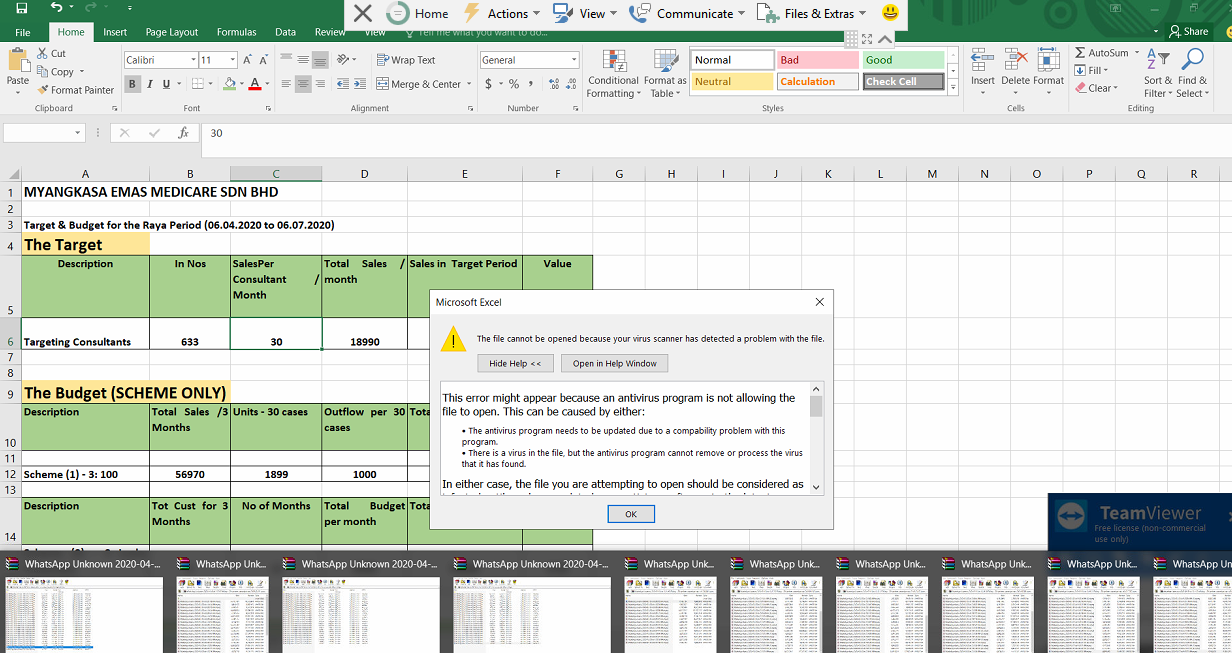 Home
Actions
View
Communicate
Files & Extras
File
Home
Insert
Page Layout
Formulas
Data
Review
View
Tell me what you want to do...
Share
Paste
Cut
Copy
Format Painter
Clipboard
Calibri
11
A A
B I U
A
Font
Wrap Text
Merge & Center
Alignment
General
$ % ,
Number
Conditional
Formatting
Format as
Table
Normal
Bad
Good
Neutral
Calculation
Check Cell
Styles
Insert
Delete
Format
Cells
AutoSum
Fill
Clear
Sort &
Filter
Find &
Select
Editing
fx
30
A B C D E F G H I J K L M N O P Q R
1 MYANGKASA EMAS MEDICARE SDN BHD
2
3 Target & Budget for the Raya Period (06.04.2020 to 06.07.2020)
4 The Target
Description
In Nos
SalesPer
Consultant /
Month
Total Sales /
month
Sales in Target Period
Value
5
6 Targeting Consultants 633 30 18990
7
8
9 The Budget (SCHEME ONLY)
Description
Total Sales /3
Months
Units - 30 cases
Outflow per 30
cases
Tota
10
11
12 Scheme (1) - 3: 100 56970 1899 1000
13
Description
Tot Cust for 3
Months
No of Months
Total Budget
per month
Tota
14
Microsoft Excel
The file cannot be opened because your virus scanner has detected a problem with the file.
Hide Help <<
Open in Help Window
This error might appear because an antivirus program is not allowing the
file to open. This can be caused by either:
• The antivirus program needs to be updated due to a compability problem with this
program.
• There is a virus in the file, but the antivirus program cannot remove or process the virus
that it has found.
In either case, the file you are attempting to open should be considered as
OK
TeamViewer
Free license (non-commercial
use only)
WhatsApp Unknown 2020-04-...
WhatsApp Unk...
WhatsApp Unknown 2020-04-...
WhatsApp Unknown 2020-04-...
WhatsApp Unk...
WhatsApp Unk...
WhatsApp Unk...
WhatsApp Unk...
WhatsApp Unk...
WhatsApp Un